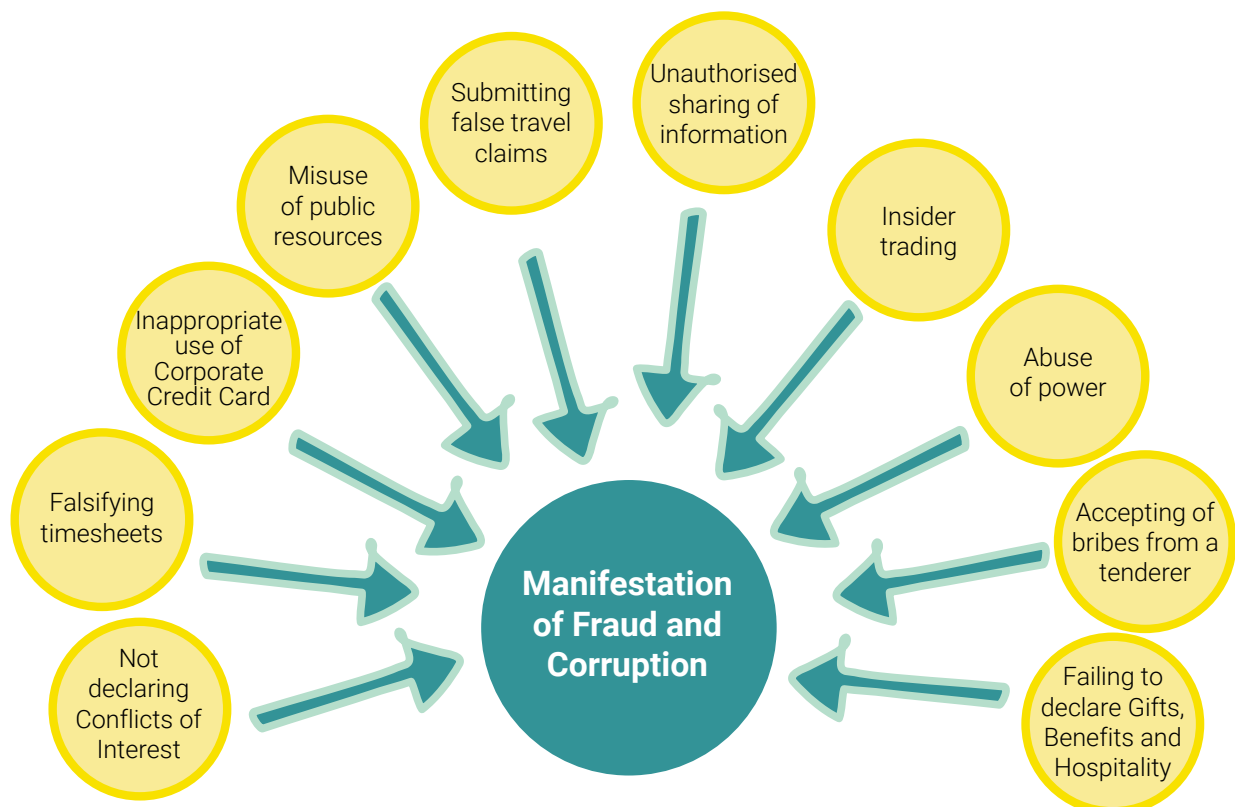 Unauthorised
sharing of
information
Submitting
false travel
claims
Misuse
of public
resources
Insider
trading
Inappropriate
use of
Corporate
Credit Card
Abuse
of power
Falsifying
timesheets
Accepting of
bribes from a
tenderer
Manifestation
of Fraud and
Corruption
Not
declaring
Conflicts of
Interest
Failing to
declare Gifts,
Benefits and
Hospitality